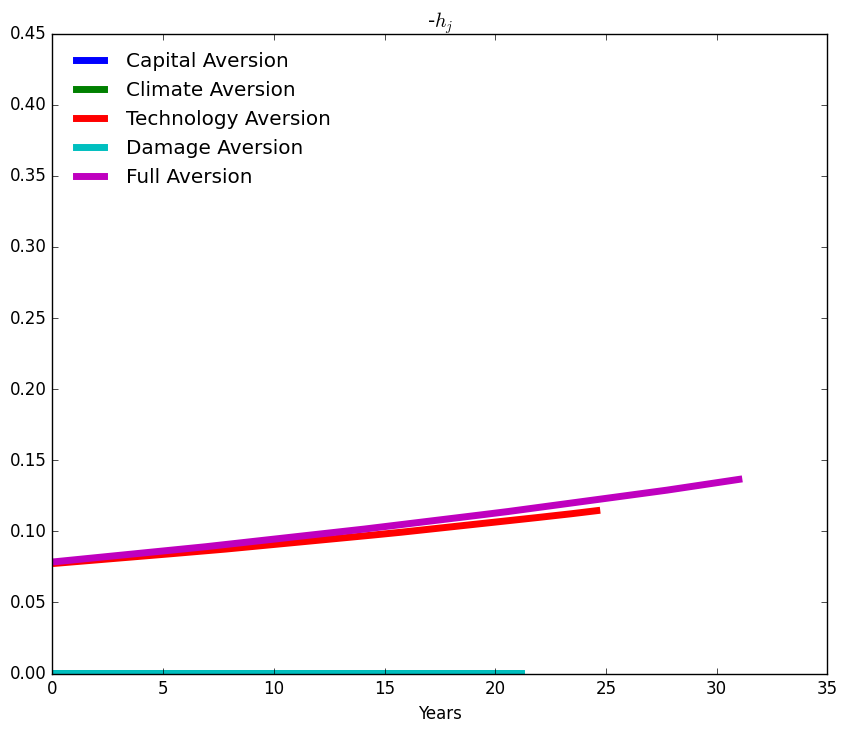 -h_j
0.45
0.40
0.35
0.30
0.25
0.20
0.15
0.10
0.05
0.00
Capital Aversion
Climate Aversion
Technology Aversion
Damage Aversion
Full Aversion
0 5 10 15 20 25 30 35
Years